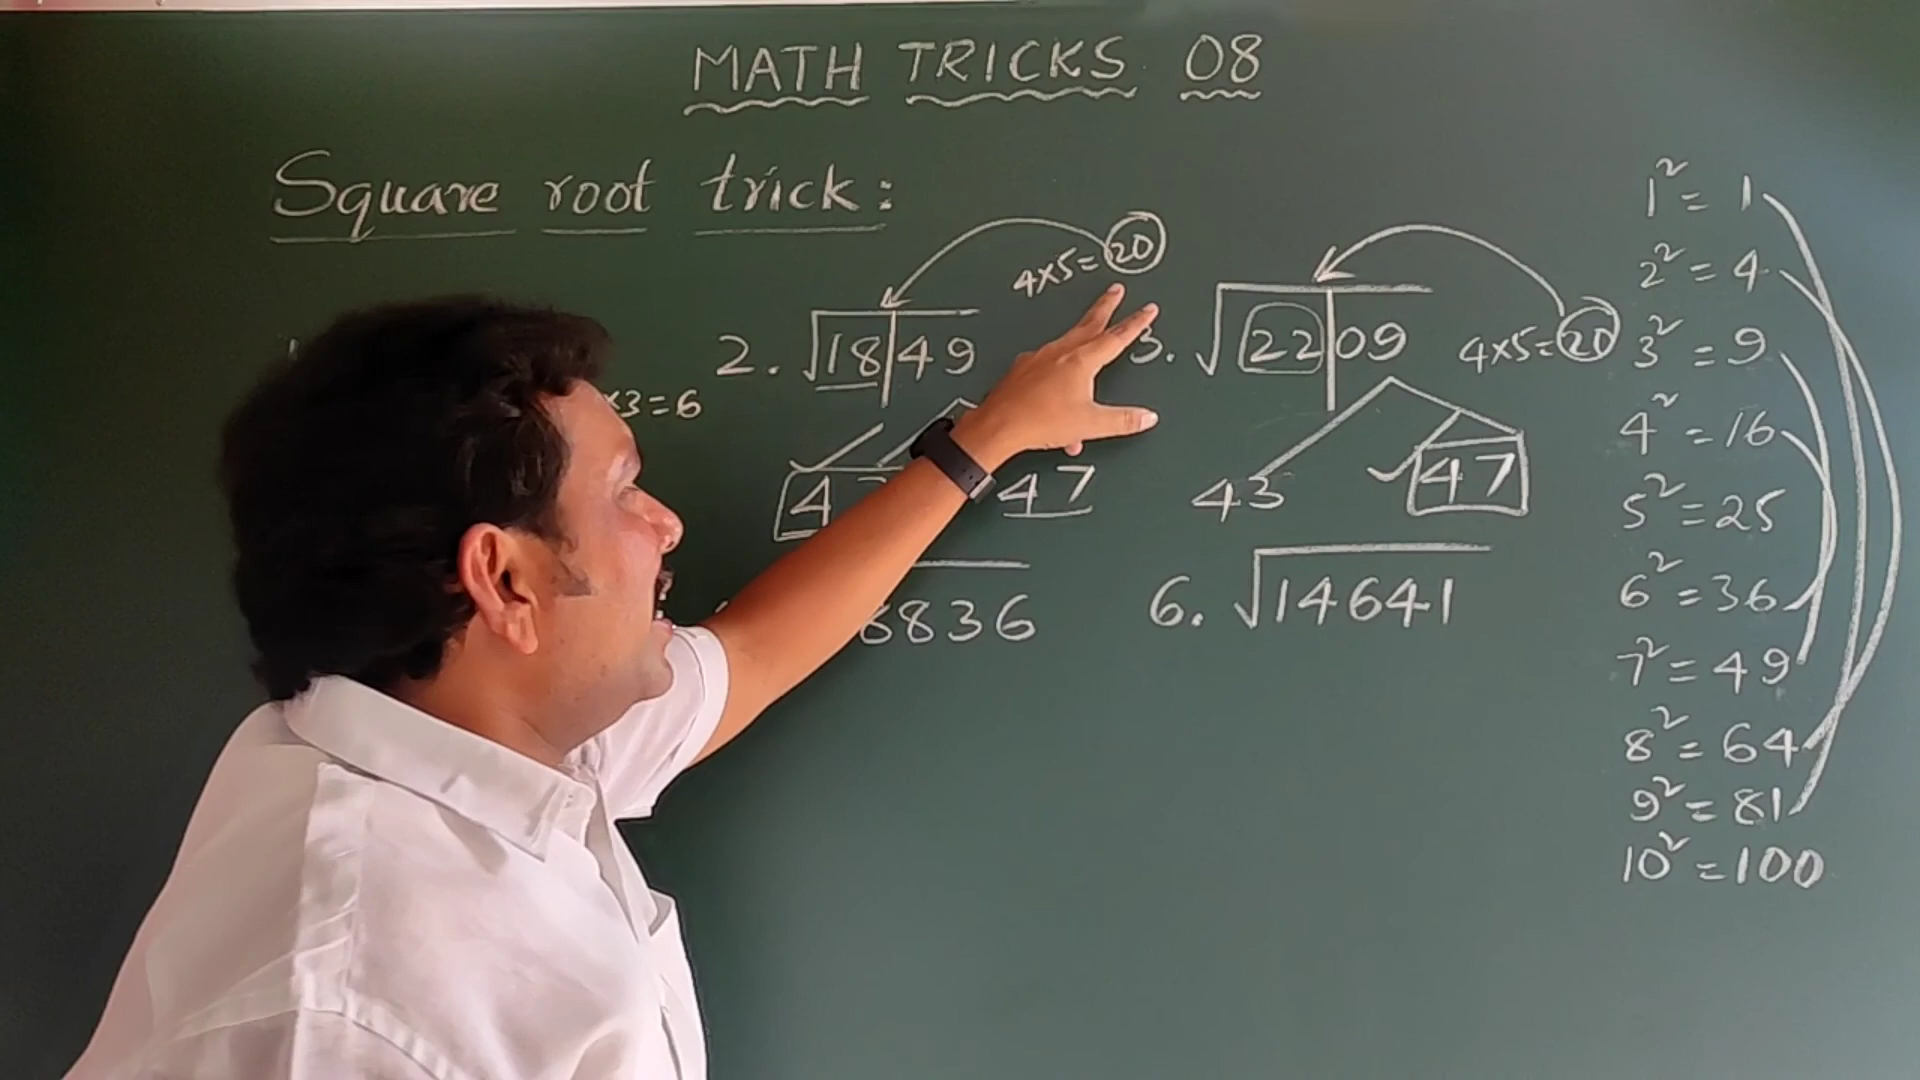 MATH TRICKS 08
Square root trick:
×3=6
2. √18|49
4×5=20
4 47
3. √22|09
4×5=20
43 47
6836
6. √14641
1² = 1
2² = 4
3² = 9
4² = 16
5² = 25
6² = 36
7² = 49
8² = 64
9² = 81
10² = 100